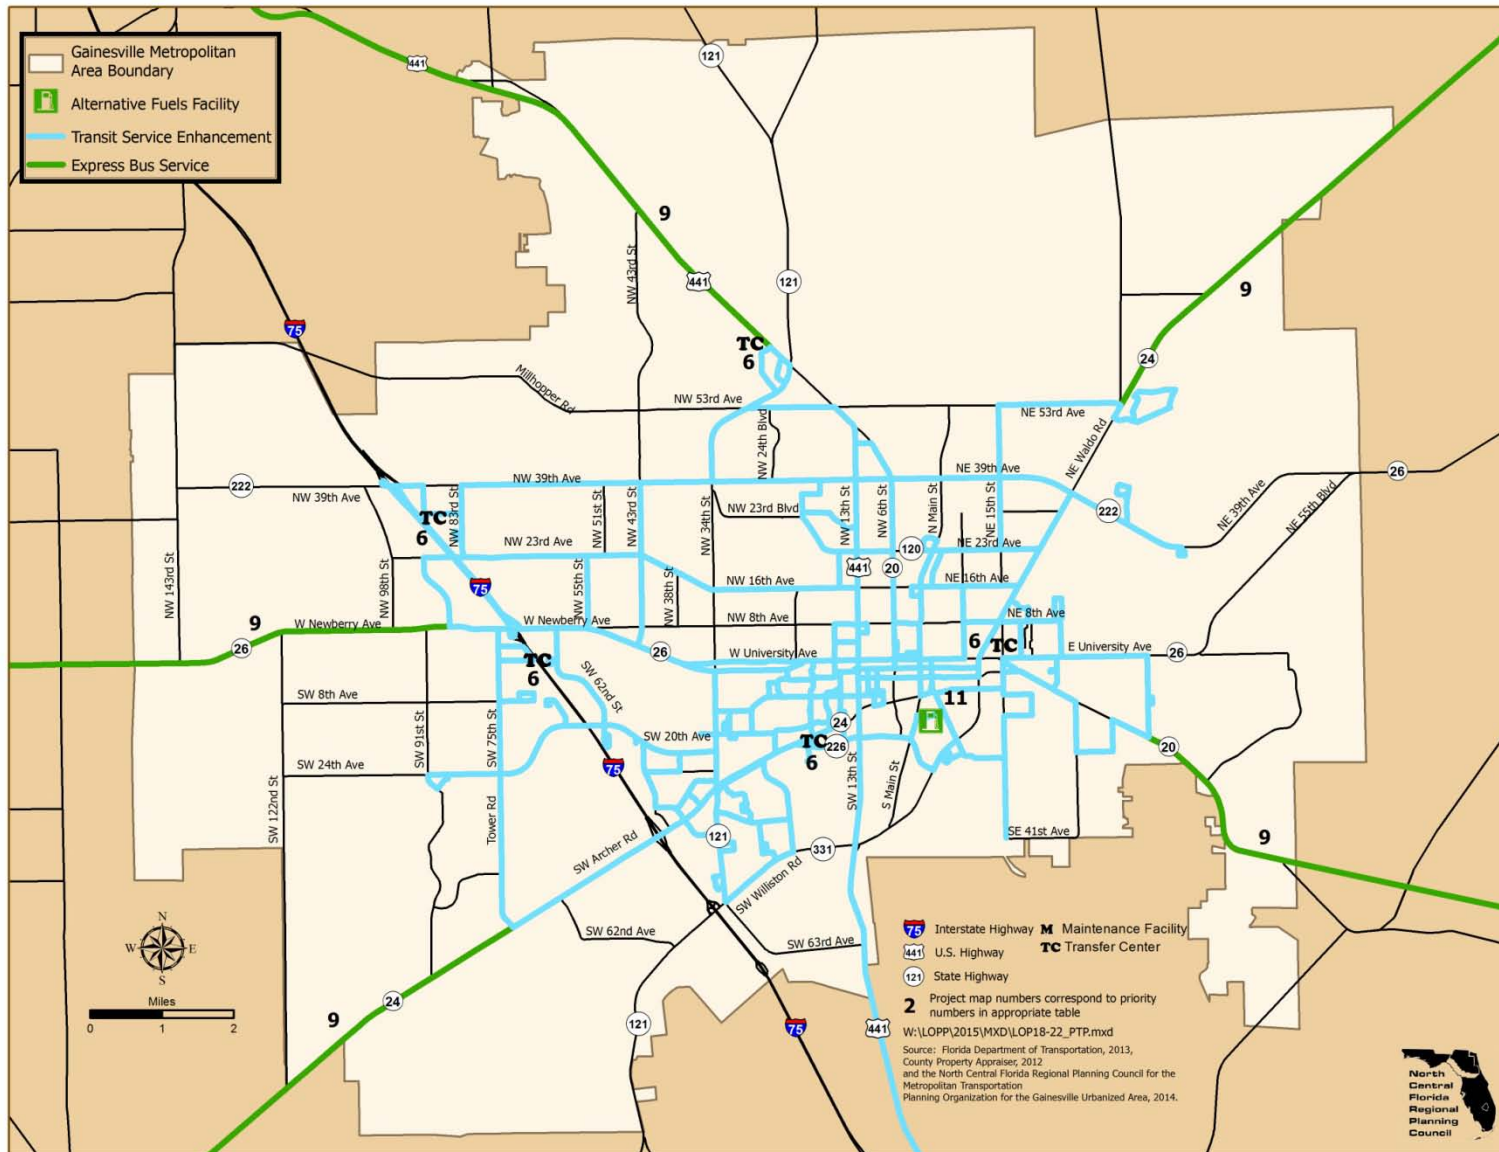 Gainesville Metropolitan
Area Boundary
Alternative Fuels Facility
Transit Service Enhancement
Express Bus Service
441
121
9
NW 43rd St
441
121
9
75
TC
6
24
Millhopper Rd
NW 53rd Ave
NE 53rd Ave
NW 24th Blvd
NE Waldo Rd
222
NW 39th Ave
NW 39th Ave
NE 39th Ave
26
TC
6
NW 83rd St
NW 51st St
NW 43rd St
NW 34th St
NW 23rd Blvd
NW 13th St
NW 6th St
N Main St
NE 15th St
222
NE 39th Ave
NE 55th Blvd
NW 23rd Ave
120
NE 23rd Ave
441
20
NW 143rd St
NW 98th St
75
NW 55th St
NW 38th St
NW 16th Ave
NE 16th Ave
9
W Newberry Ave
W Newberry Ave
NW 8th Ave
NE 8th Ave
26
26
W University Ave
6 TC
E University Ave
26
TC
6
SW 62nd St
SW 8th Ave
11
SW 91st St
SW 75th St
24
SW 20th Ave
TC
6
226
20
SW 24th Ave
75
SW 122nd St
Tower Rd
SW 13th St
S Main St
SW Archer Rd
121
331
SE 41st Ave
9
SW Williston Rd
N
W E
S
SW 62nd Ave
SW 63rd Ave
75 Interstate Highway M Maintenance Facility
441 U.S. Highway TC Transfer Center
121 State Highway
2 Project map numbers correspond to priority
numbers in appropriate table
Miles
0 1 2
24
9
121
75
441
W:\LOPP\2015\MXD\LOP18-22_PTP.mxd
Source: Florida Department of Transportation, 2013,
County Property Appraiser, 2012
and the North Central Florida Regional Planning Council for the
Metropolitan Transportation
Planning Organization for the Gainesville Urbanized Area, 2014.
North
Central
Florida
Regional
Planning
Council